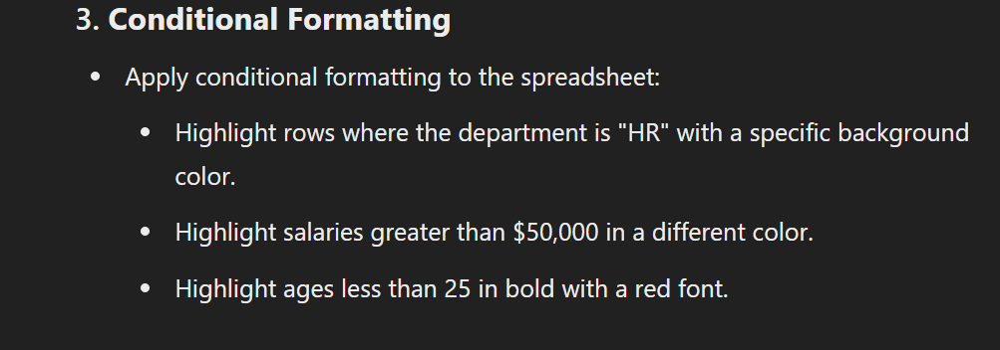 3. Conditional Formatting
• Apply conditional formatting to the spreadsheet:
• Highlight rows where the department is "HR" with a specific background
color.
• Highlight salaries greater than $50,000 in a different color.
• Highlight ages less than 25 in bold with a red font.